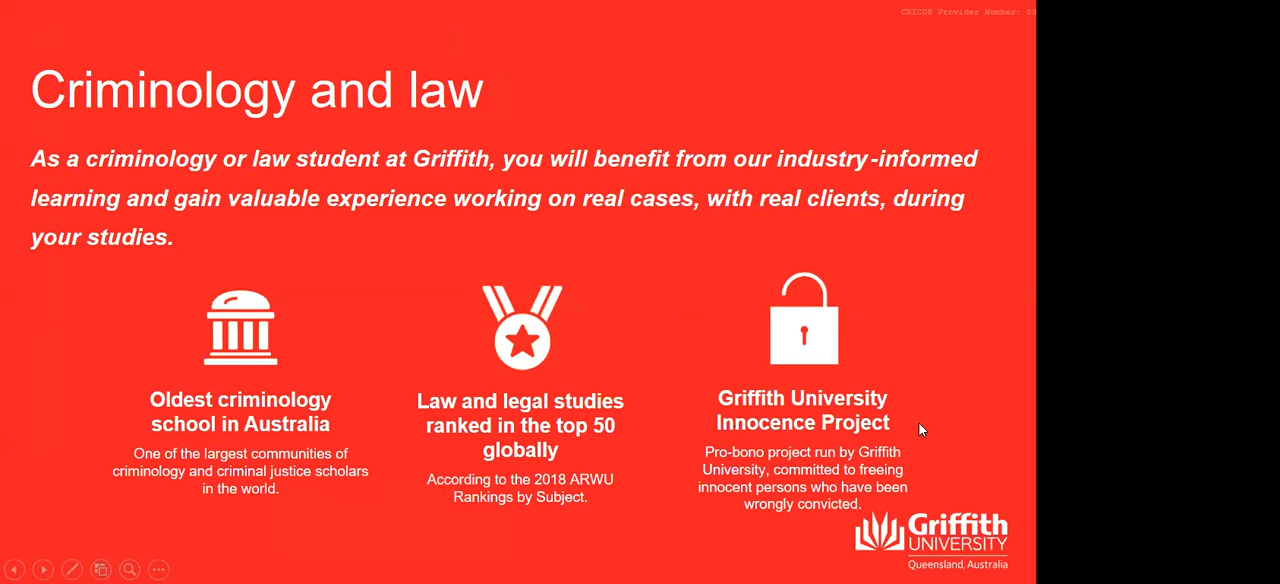 CRICOS Provider Number: 00
Criminology and law
As a criminology or law student at Griffith, you will benefit from our industry-informed
learning and gain valuable experience working on real cases, with real clients, during
your studies.
Oldest criminology
school in Australia
One of the largest communities of
criminology and criminal justice scholars
in the world.
Law and legal studies
ranked in the top 50
globally
According to the 2018 ARWU
Rankings by Subject.
Griffith University
Innocence Project
Pro-bono project run by Griffith
University, committed to freeing
innocent persons who have been
wrongly convicted.
Griffith
UNIVERSITY
Queensland, Australia